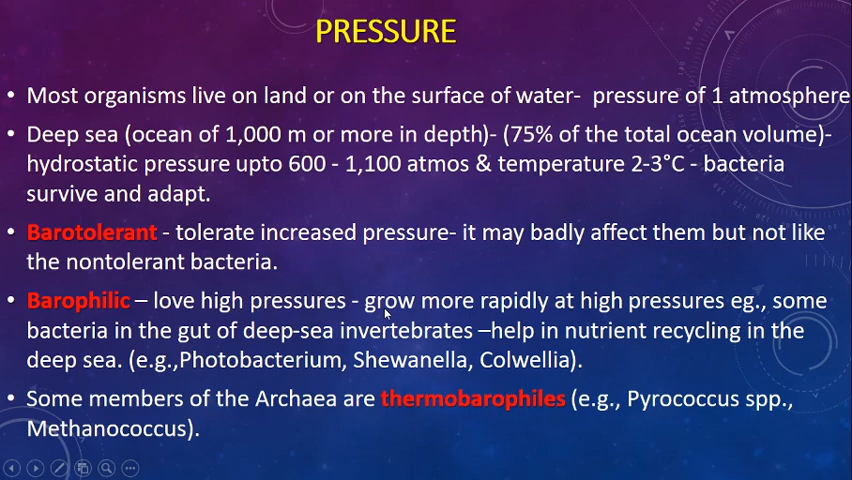 PRESSURE
• Most organisms live on land or on the surface of water-  pressure of 1 atmosphere
• Deep sea (ocean of 1,000 m or more in depth)- (75% of the total ocean volume)-
hydrostatic pressure upto 600 - 1,100 atmos & temperature 2-3°C - bacteria
survive and adapt.
• Barotolerant - tolerate increased pressure- it may badly affect them but not like
the nontolerant bacteria.
• Barophilic – love high pressures - grow more rapidly at high pressures eg., some
bacteria in the gut of deep-sea invertebrates –help in nutrient recycling in the
deep sea. (e.g.,Photobacterium, Shewanella, Colwellia).
• Some members of the Archaea are thermobarophiles (e.g., Pyrococcus spp.,
Methanococcus).